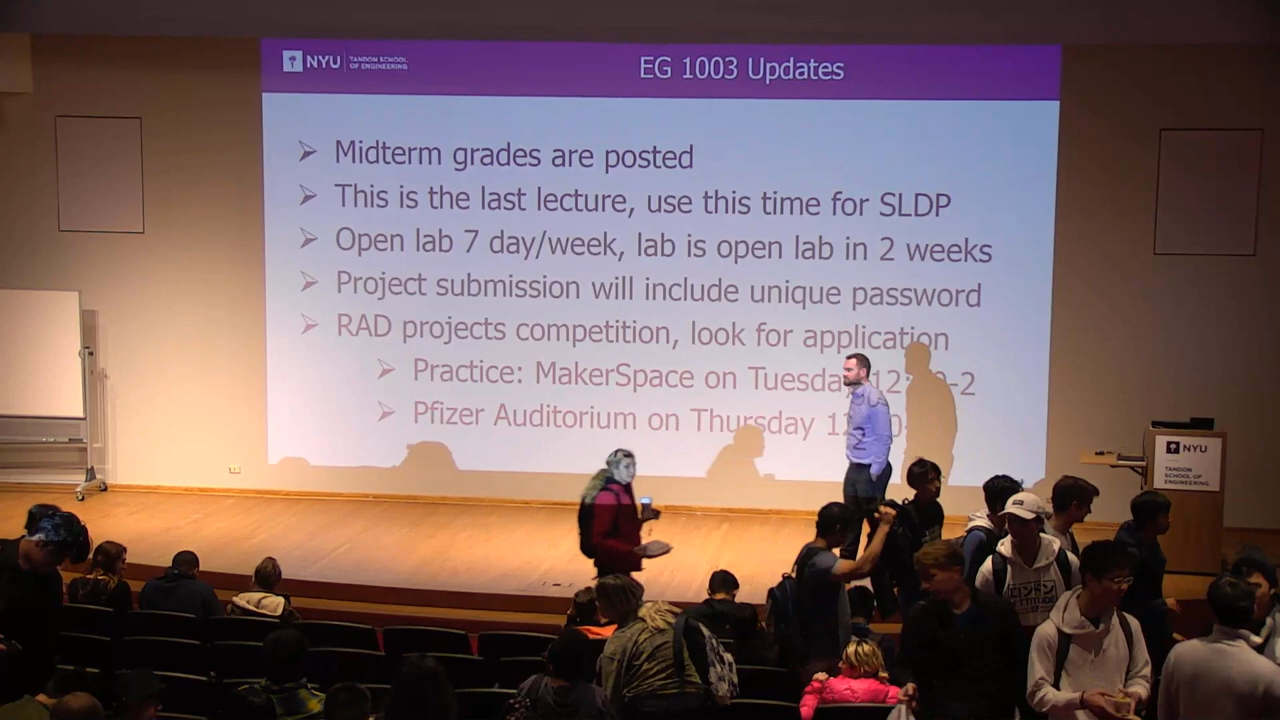 NYU TANDON SCHOOL
OF ENGINEERING
EG 1003 Updates
Midterm grades are posted
This is the last lecture, use this time for SLDP
Open lab 7 day/week, lab is open lab in 2 weeks
Project submission will include unique password
RAD projects competition, look for application
Practice: MakerSpace on Tuesday
Pfizer Auditorium on Thursday
NYU
TANDON
SCHOOL OF
ENGINEERING